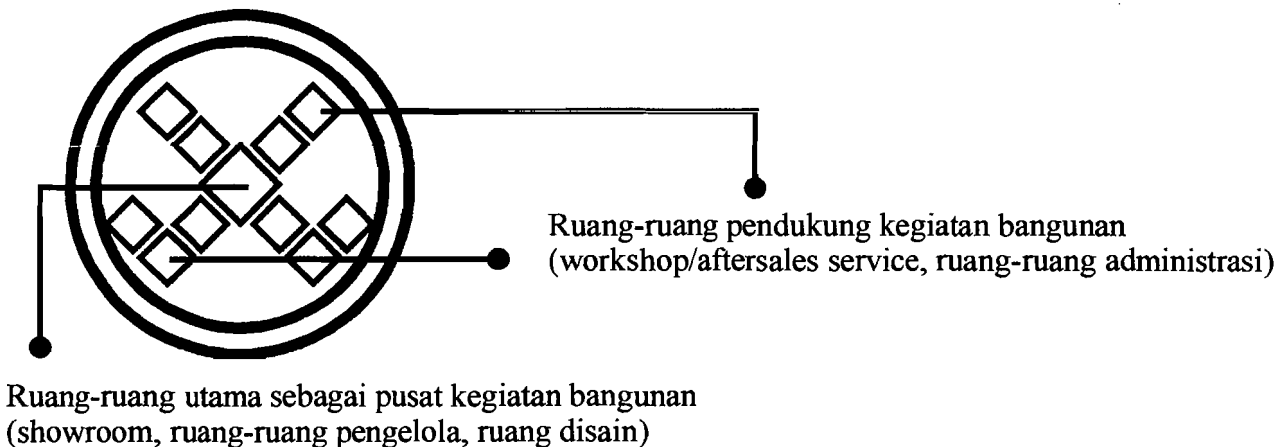 Ruang-ruang pendukung kegiatan bangunan
(workshop/aftersales service, ruang-ruang administrasi)
Ruang-ruang utama sebagai pusat kegiatan bangunan
(showroom, ruang-ruang pengelola, ruang disain)